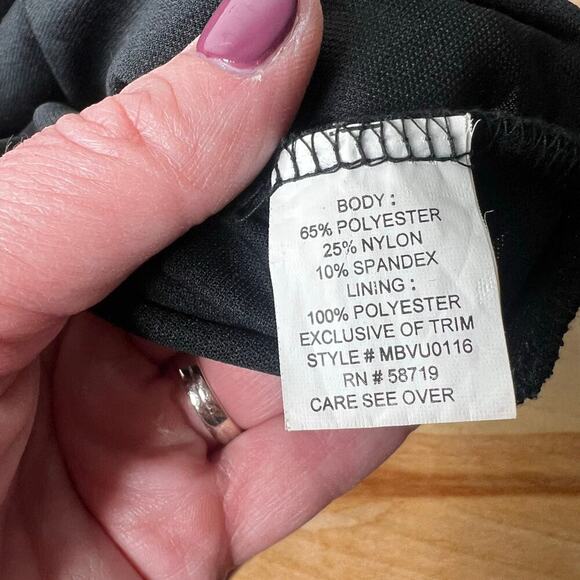 BODY :
65% POLYESTER
25% NYLON
10% SPANDEX
LINING :
100% POLYESTER
EXCLUSIVE OF TRIM
STYLE # MBVU0116
RN # 58719
CARE SEE OVER